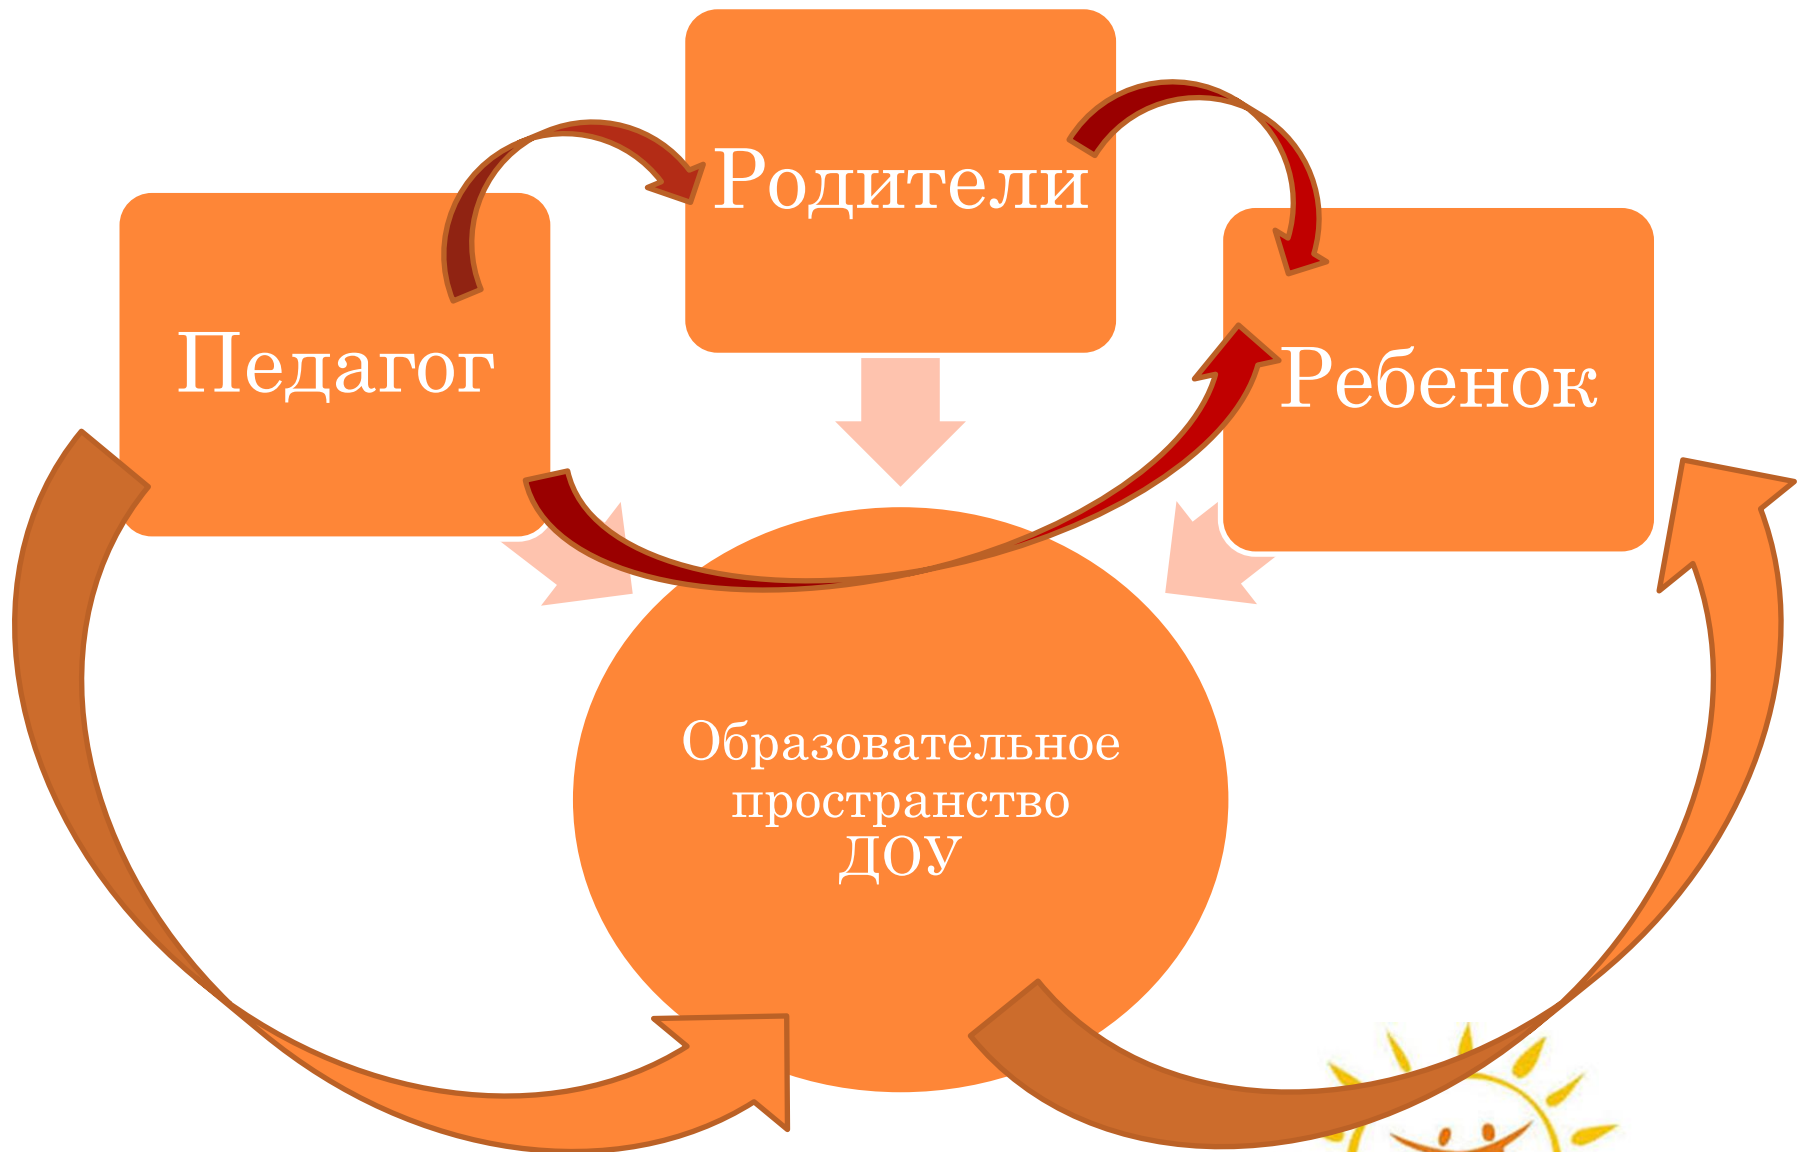 Родители
Педагог
Ребенок
Образовательное
пространство
ДОУ